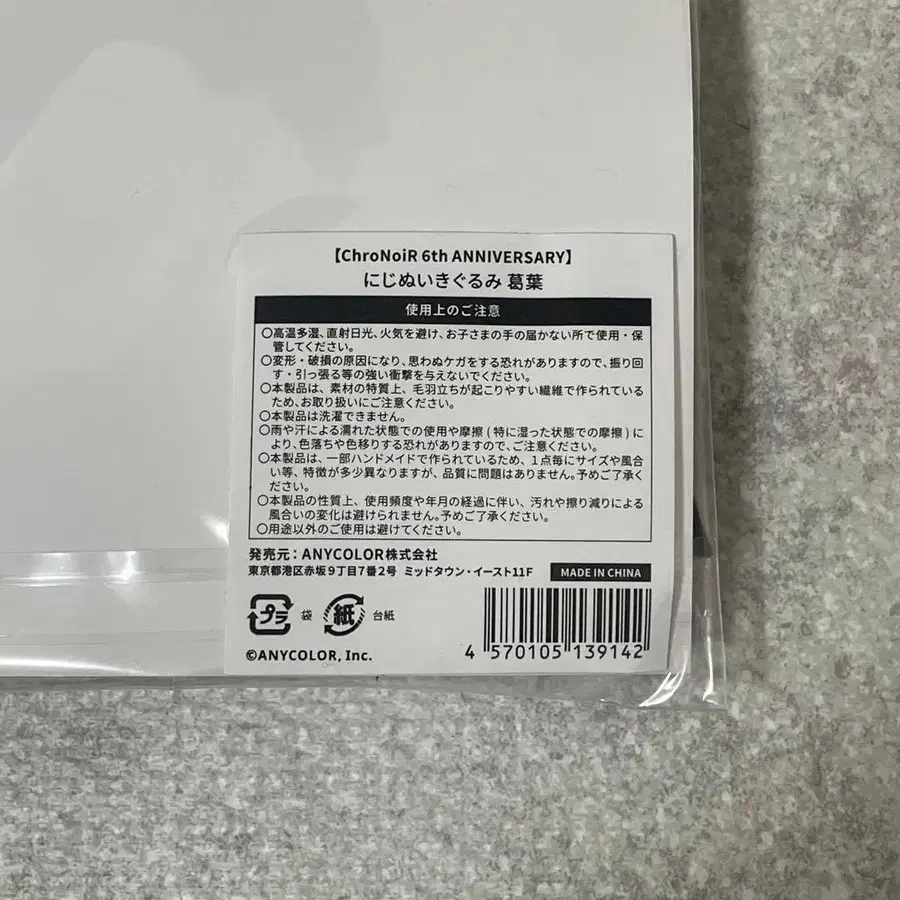 【ChroNoiR 6th ANNIVERSARY】
にじぬいきぐるみ 葛葉
使用上のご注意
○高温多湿、直射日光、火気を避け、お子さまの手の届かない所で使用・保
管してください。
○変形・破損の原因になり、思わぬケガをする恐れがありますので、振り回
す・引っ張る等の強い衝撃を与えないでください。
○本製品は、素材の特質上、毛羽立ちが起こりやすい繊維で作られている
ため、お取り扱いにご注意ください。
○本製品は洗濯できません。
○雨や汗による濡れた状態での使用や摩擦(特に湿った状態での摩擦)に
より、色落ちや色移りする恐れがありますので、ご注意ください。
○本製品は、一部ハンドメイドで作られているため、1点毎にサイズや風合
い等、特徴が多少異なりますが、品質に問題はありません。予めご了承く
ださい。
○本製品の性質上、使用頻度や年月の経過に伴い、汚れや擦り減りによる
風合いの変化は避けられません。予めご了承ください。
○用途以外のご使用は避けてください。
発売元：ANYCOLOR株式会社
東京都港区赤坂9丁目7番2号 ミッドタウン・イースト11F MADE IN CHINA
プラ 袋 紙 台紙
©ANYCOLOR, Inc.
4 570105 139142